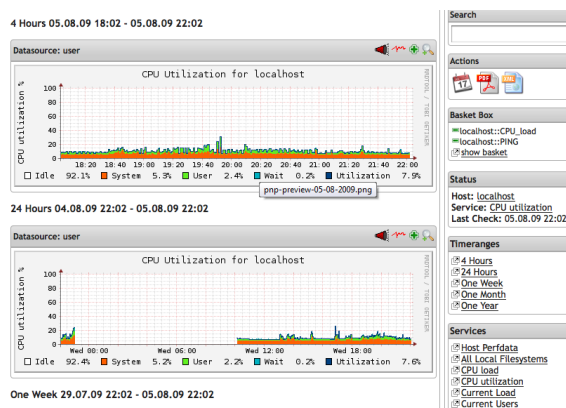 4 Hours 05.08.09 18:02 - 05.08.09 22:02
Datasource: user
CPU Utilization for localhost
CPU utilization %
100
80
60
40
20
0
18:20 18:40 19:00 19:20 19:40 20:00 20:20 20:40 21:00 21:20 21:40 22:00
Idle 92.1% System 5.3% User 2.4% Wait 0.2% Utilization 7.9%
RRDTOOL / TOBI OETIKER
pnp-preview-05-08-2009.png
24 Hours 04.08.09 22:02 - 05.08.09 22:02
Datasource: user
CPU Utilization for localhost
CPU utilization %
100
80
60
40
20
0
Wed 00:00 Wed 06:00 Wed 12:00 Wed 18:00
Idle 92.4% System 5.2% User 2.2% Wait 0.2% Utilization 7.6%
RRDTOOL / TOBI OETIKER
One Week 29.07.09 22:02 - 05.08.09 22:02
Search
Actions
17
XML
Basket Box
localhost::CPU_load
localhost::PING
show basket
Status
Host: localhost
Service: CPU utilization
Last Check: 05.08.09 22:02
Timeranges
4 Hours
24 Hours
One Week
One Month
One Year
Services
Host Perfdata
All Local Filesystems
CPU load
CPU utilization
Current Load
Current Users